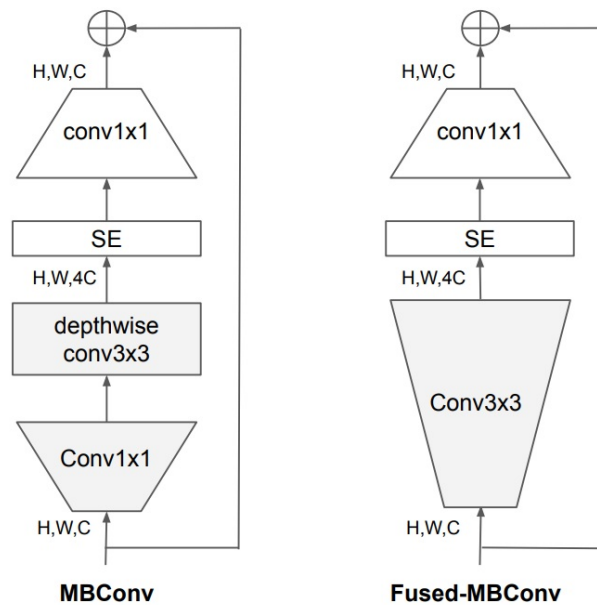 H,W,C
conv1x1
SE
H,W,4C
depthwise
conv3x3
Conv1x1
H,W,C
MBConv
H,W,C
conv1x1
SE
H,W,4C
Conv3x3
H,W,C
Fused-MBConv